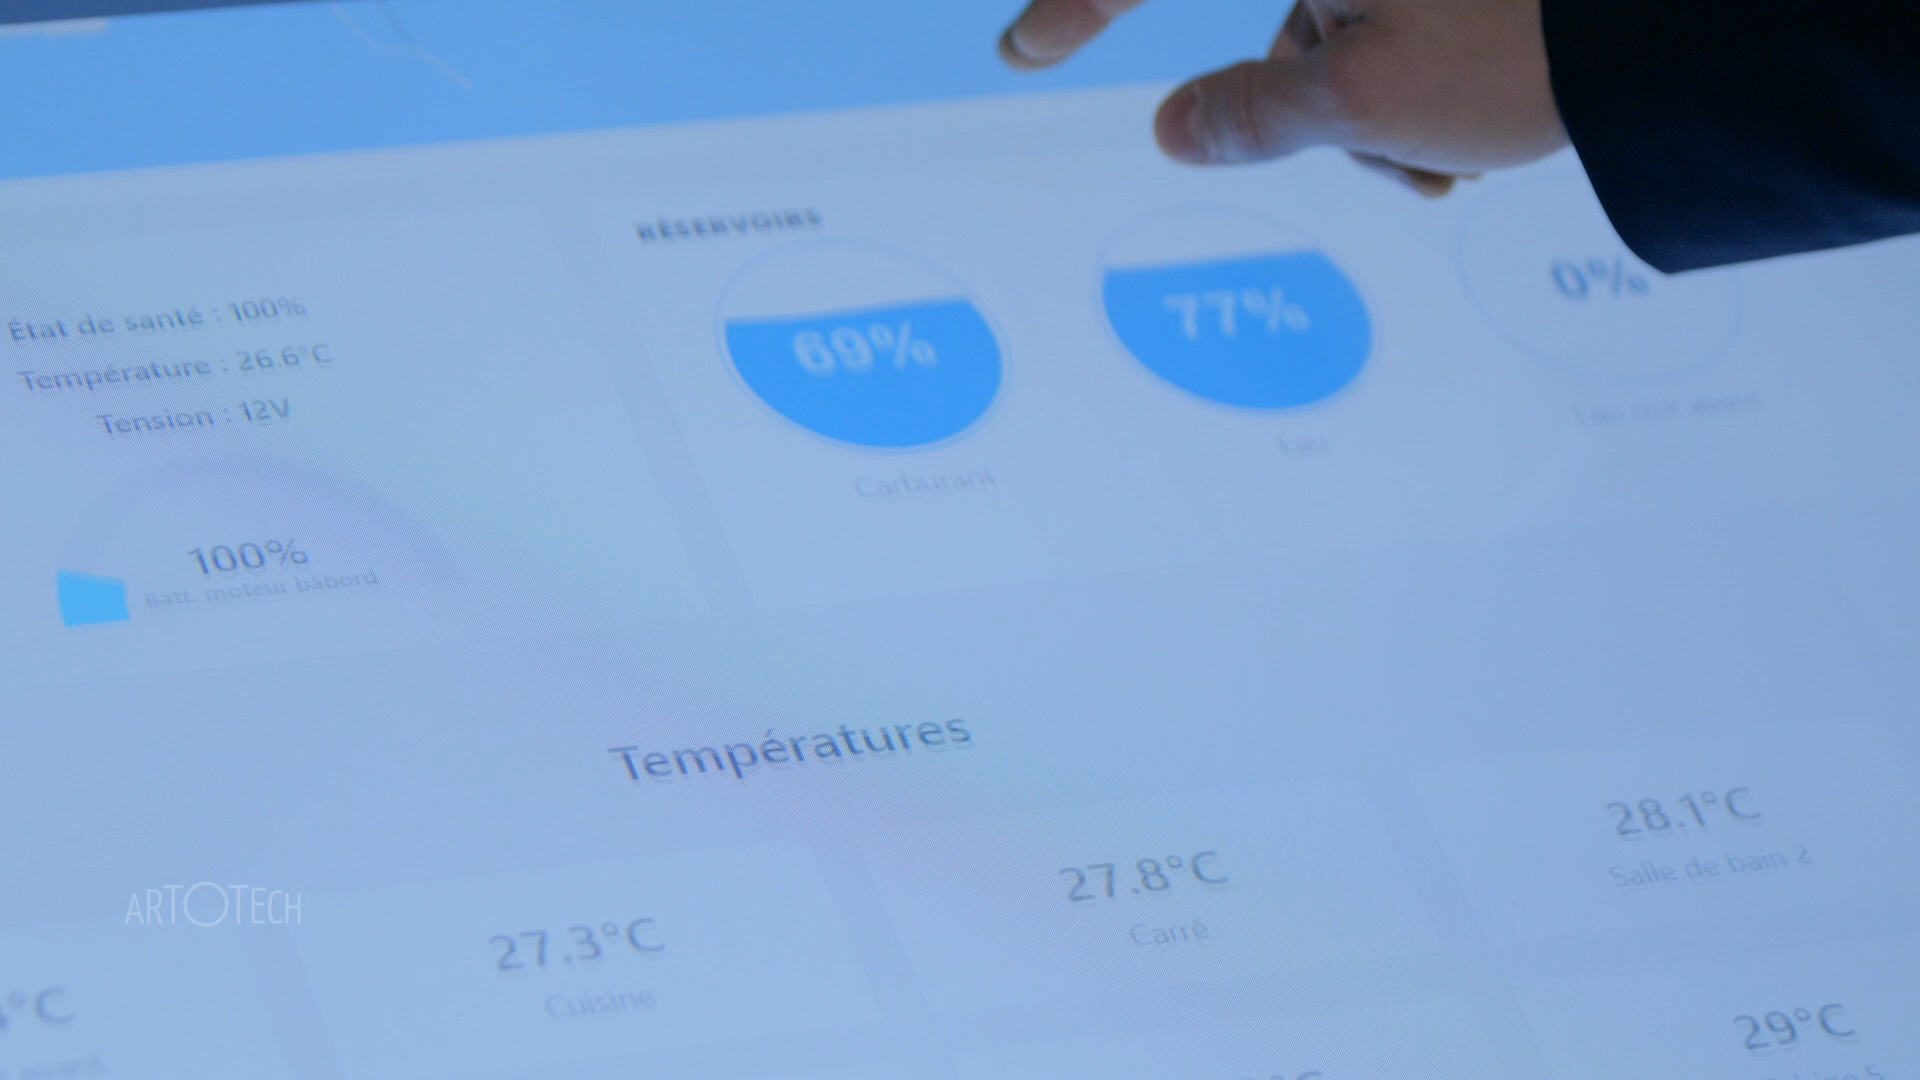 RÉSERVOIRS
État de santé : 100%
Température : 26.6°C
Tension : 12V
69%
77%
0%
Carburant
Eau
100%
Batt. moteur bâbord
Températures
28.1°C
Salle de bain 2
27.8°C
Carré
27.3°C
Cuisine
ARTOTECH
29°C
°C